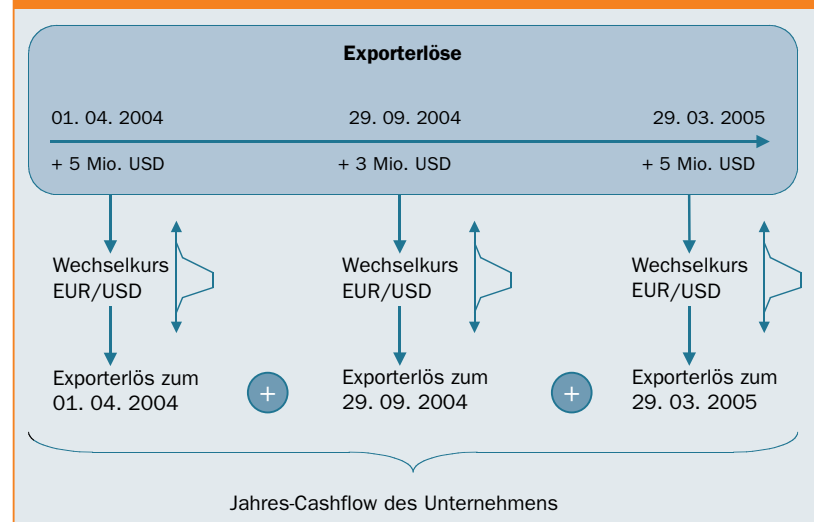 Exporterlöse
01. 04. 2004 29. 09. 2004 29. 03. 2005
+ 5 Mio. USD + 3 Mio. USD + 5 Mio. USD
Wechselkurs Wechselkurs Wechselkurs
EUR/USD EUR/USD EUR/USD
Exporterlös zum Exporterlös zum Exporterlös zum
01. 04. 2004 + 29. 09. 2004 + 29. 03. 2005
Jahres-Cashflow des Unternehmens